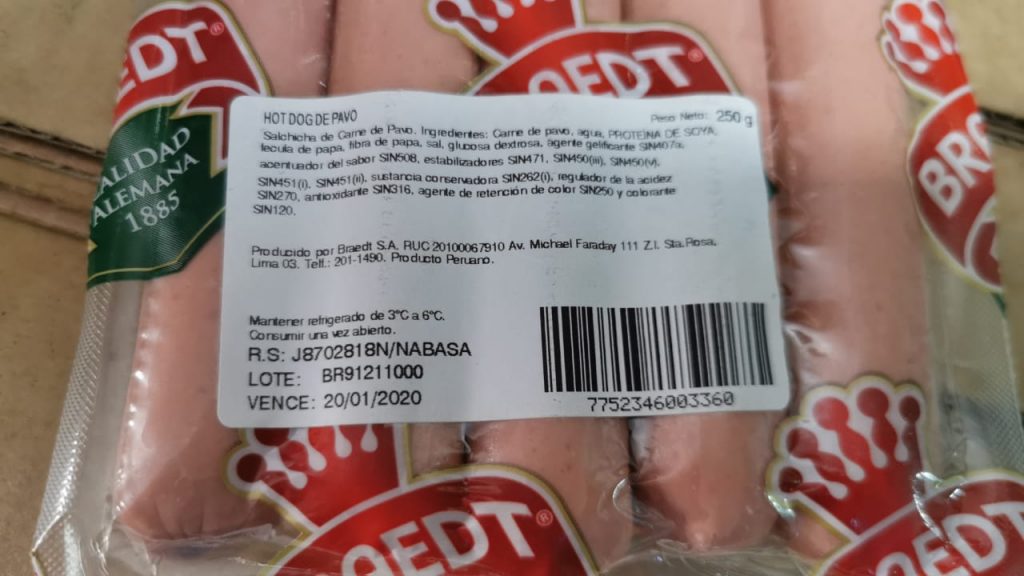 EDT®
AEDT®
BRA
ALIDAD
ALEMANA
1885
HOT DOG DE PAVO
Peso Neto: 250 g
Salchicha de Carne de Pavo. Ingredientes: Carne de pavo, agua, PROTEINA DE SOYA,
fecula de papa, fibra de papa, sal, glucosa dextrosa, agente gelificante SIN407a,
acentuador del sabor SIN508, estabilizadores SIN471, SIN450(iii), SIN450(v),
SIN451(i), SIN451(ii), sustancia conservadora SIN262(i), regulador de la acidez
SIN270, antioxidante SIN316, agente de retención de color SIN250 y colorante
SIN120.
Producido por Braedt S.A. RUC 20100067910 Av. Michael Faraday 111 Z.I. Sta.Rosa.
Lima 03. Telf.: 201-1490. Producto Peruano.
Mantener refrigerado de 3°C a 6°C.
Consumir una vez abierto.
R.S: J8702818N/NABASA
LOTE: BR91211000
VENCE: 20/01/2020
7752346003360
AEDT®
AEDT